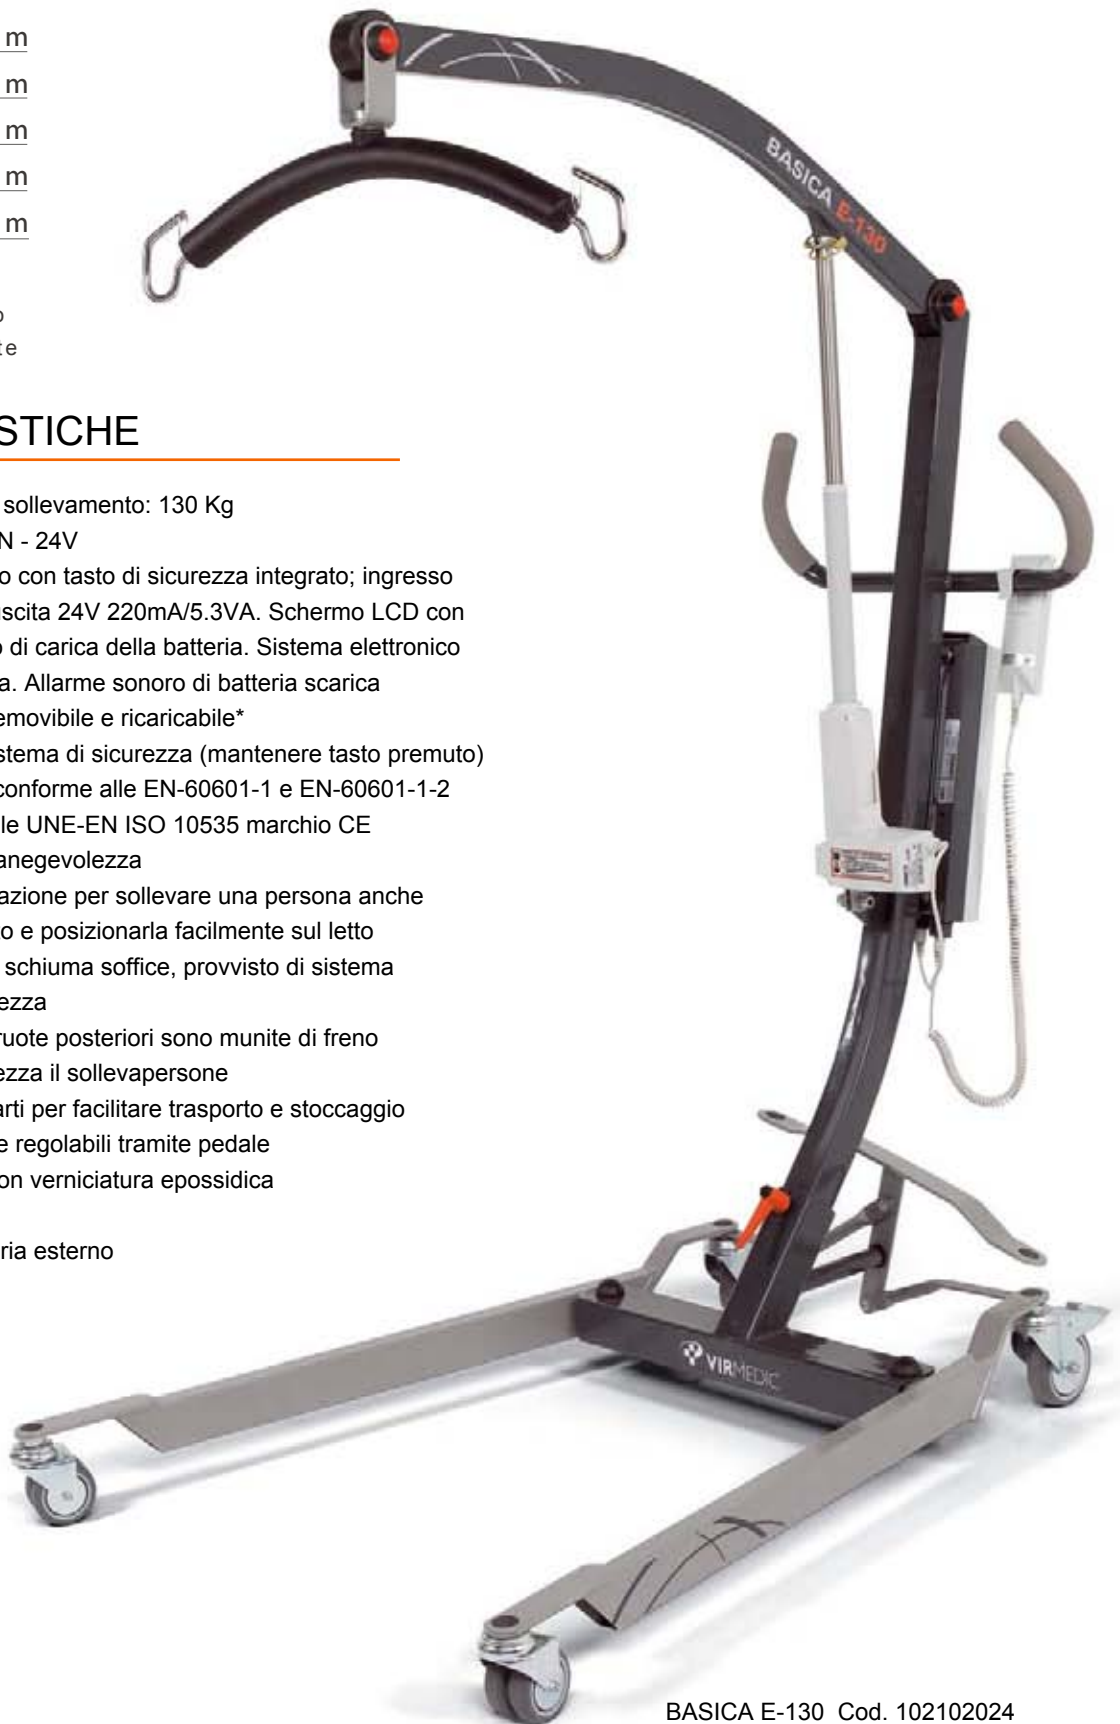 m
m
m
m
m
o
te
STICHE
sollevamento: 130 Kg
N - 24V
o con tasto di sicurezza integrato; ingresso
uscita 24V 220mA/5.3VA. Schermo LCD con
o di carica della batteria. Sistema elettronico
a. Allarme sonoro di batteria scarica
removibile e ricaricabile*
stema di sicurezza (mantenere tasto premuto)
conforme alle EN-60601-1 e EN-60601-1-2
le UNE-EN ISO 10535 marchio CE
anegevolezza
azione per sollevare una persona anche
o e posizionarla facilmente sul letto
schiuma soffice, provvisto di sistema
ezza
ruote posteriori sono munite di freno
ezza il sollevapersone
arti per facilitare trasporto e stoccaggio
e regolabili tramite pedale
on verniciatura epossidica
ria esterno
BASICA E-130
VIRMEDIC
BASICA E-130 Cod. 102102024